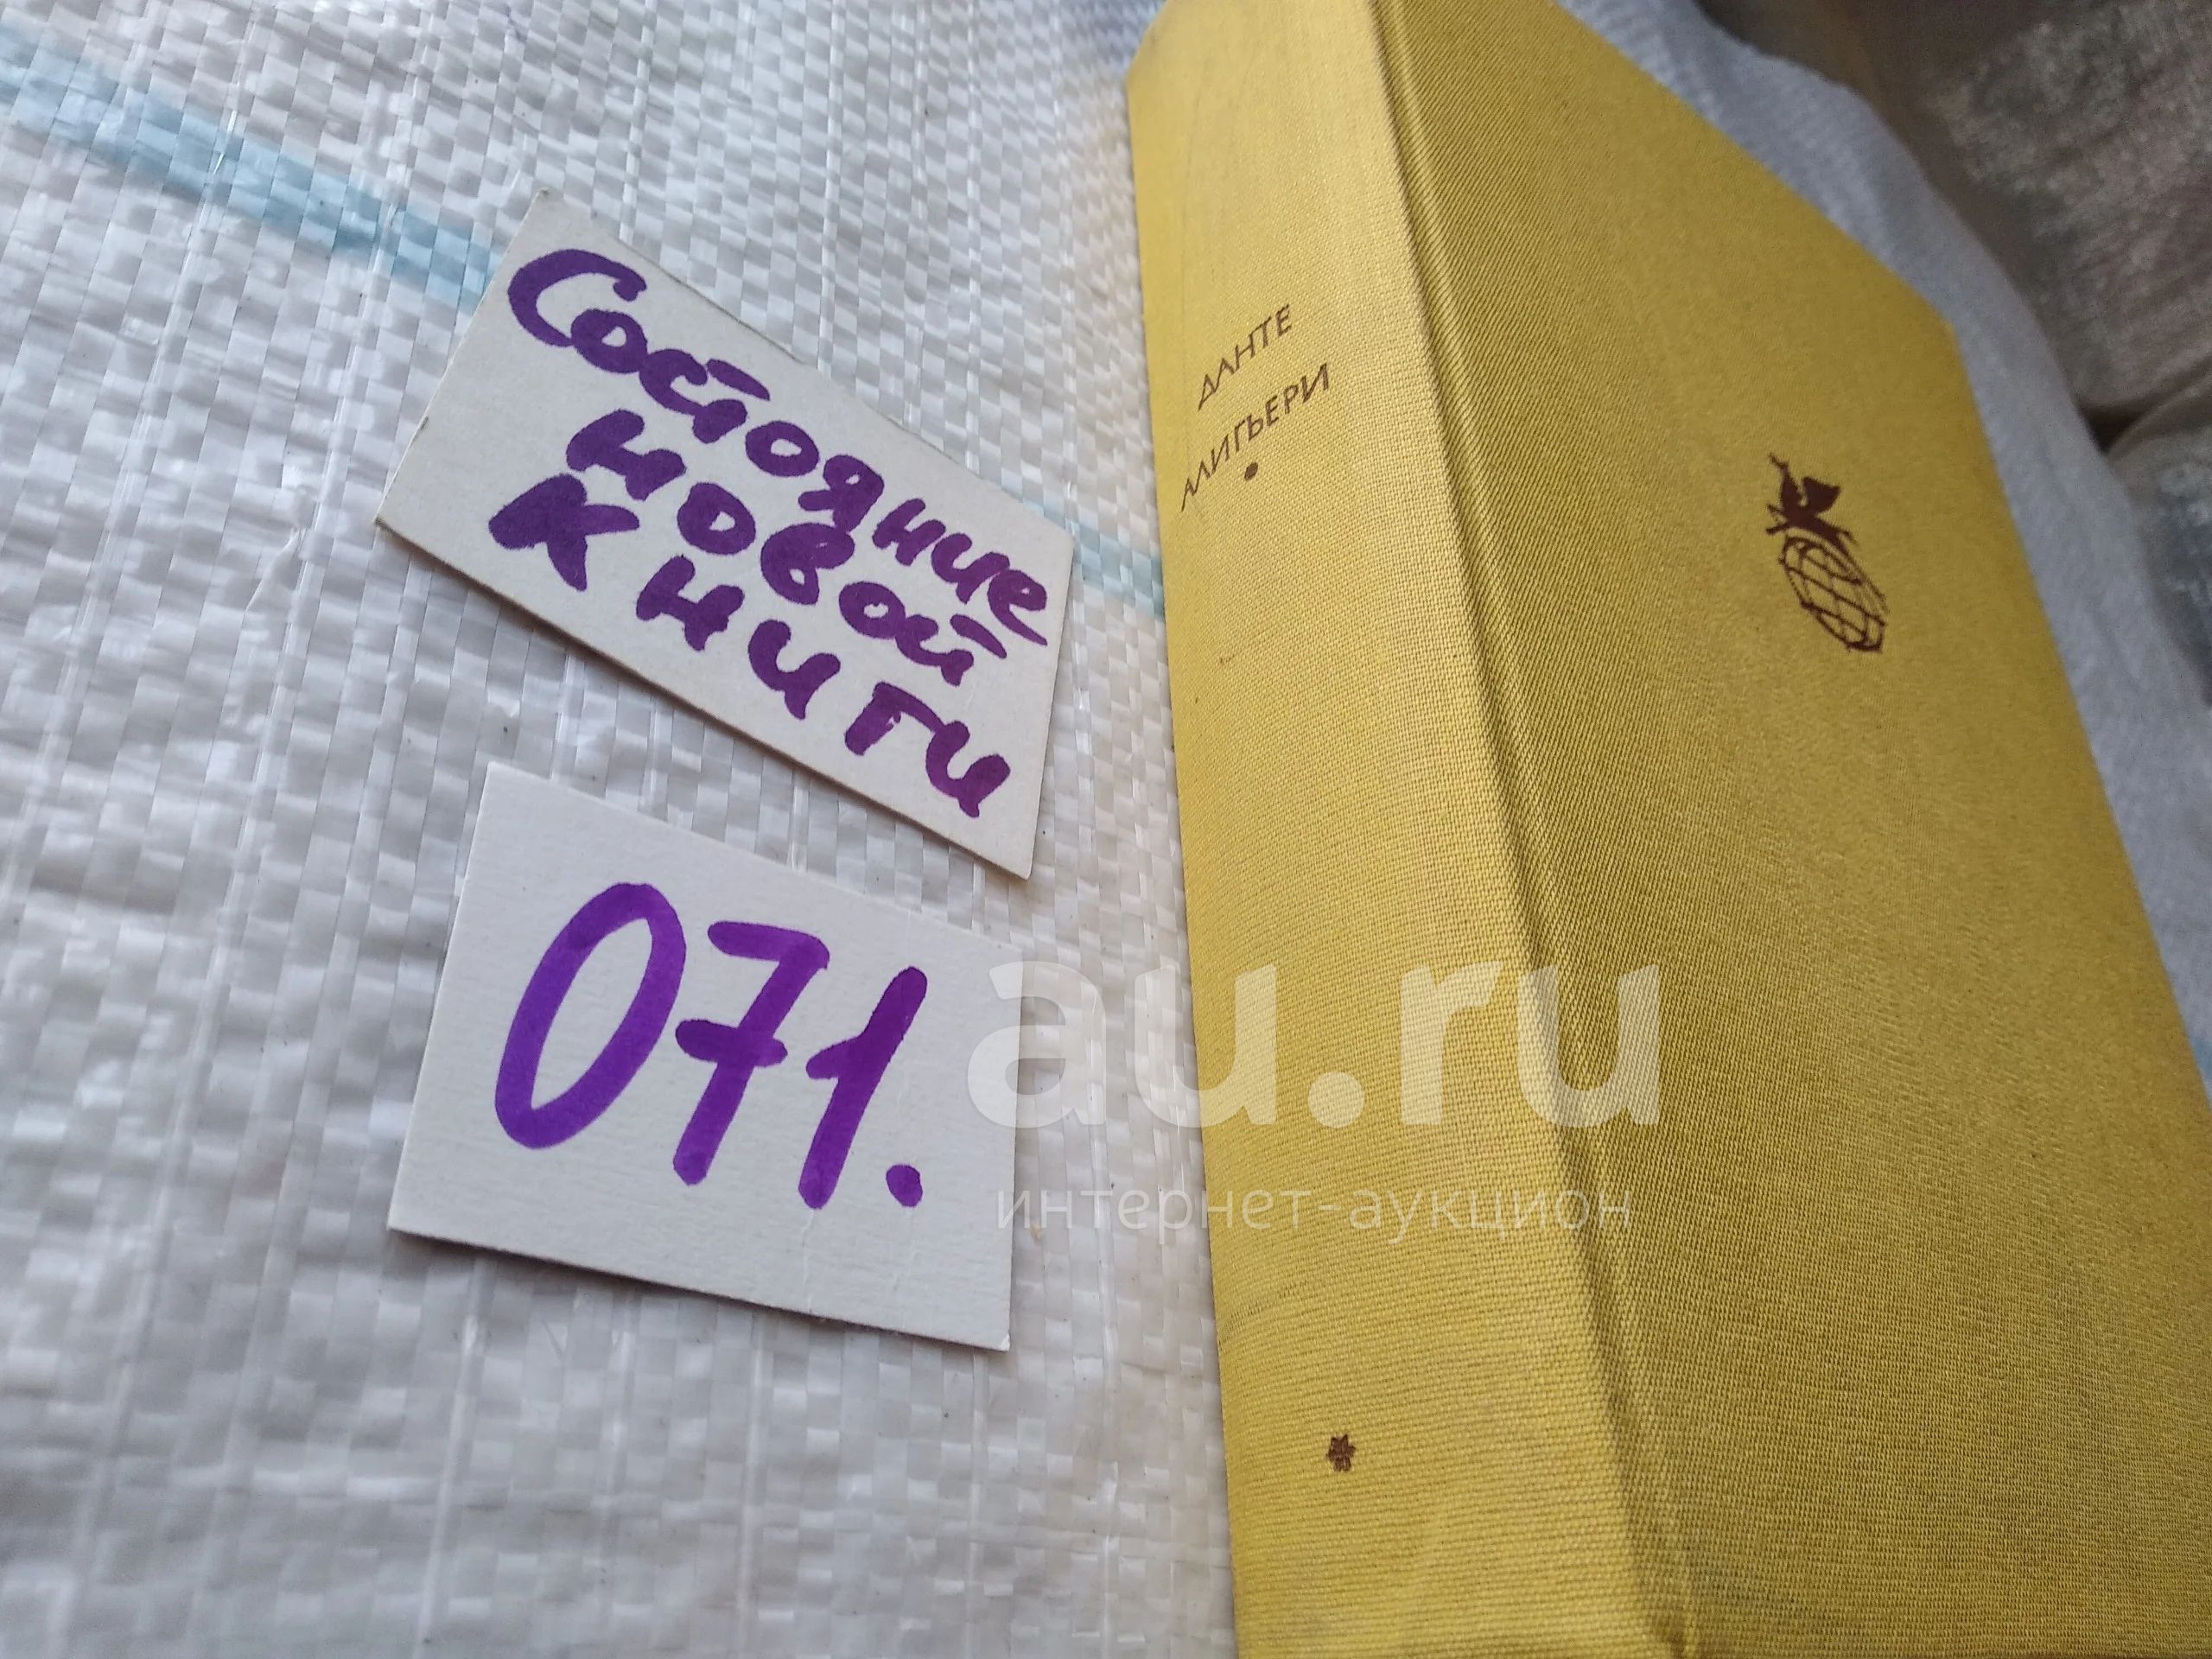 Состояние
новой
книги
071.
ДАНТЕ
АЛИГЬЕРИ
au.ru
интернет-аукцион